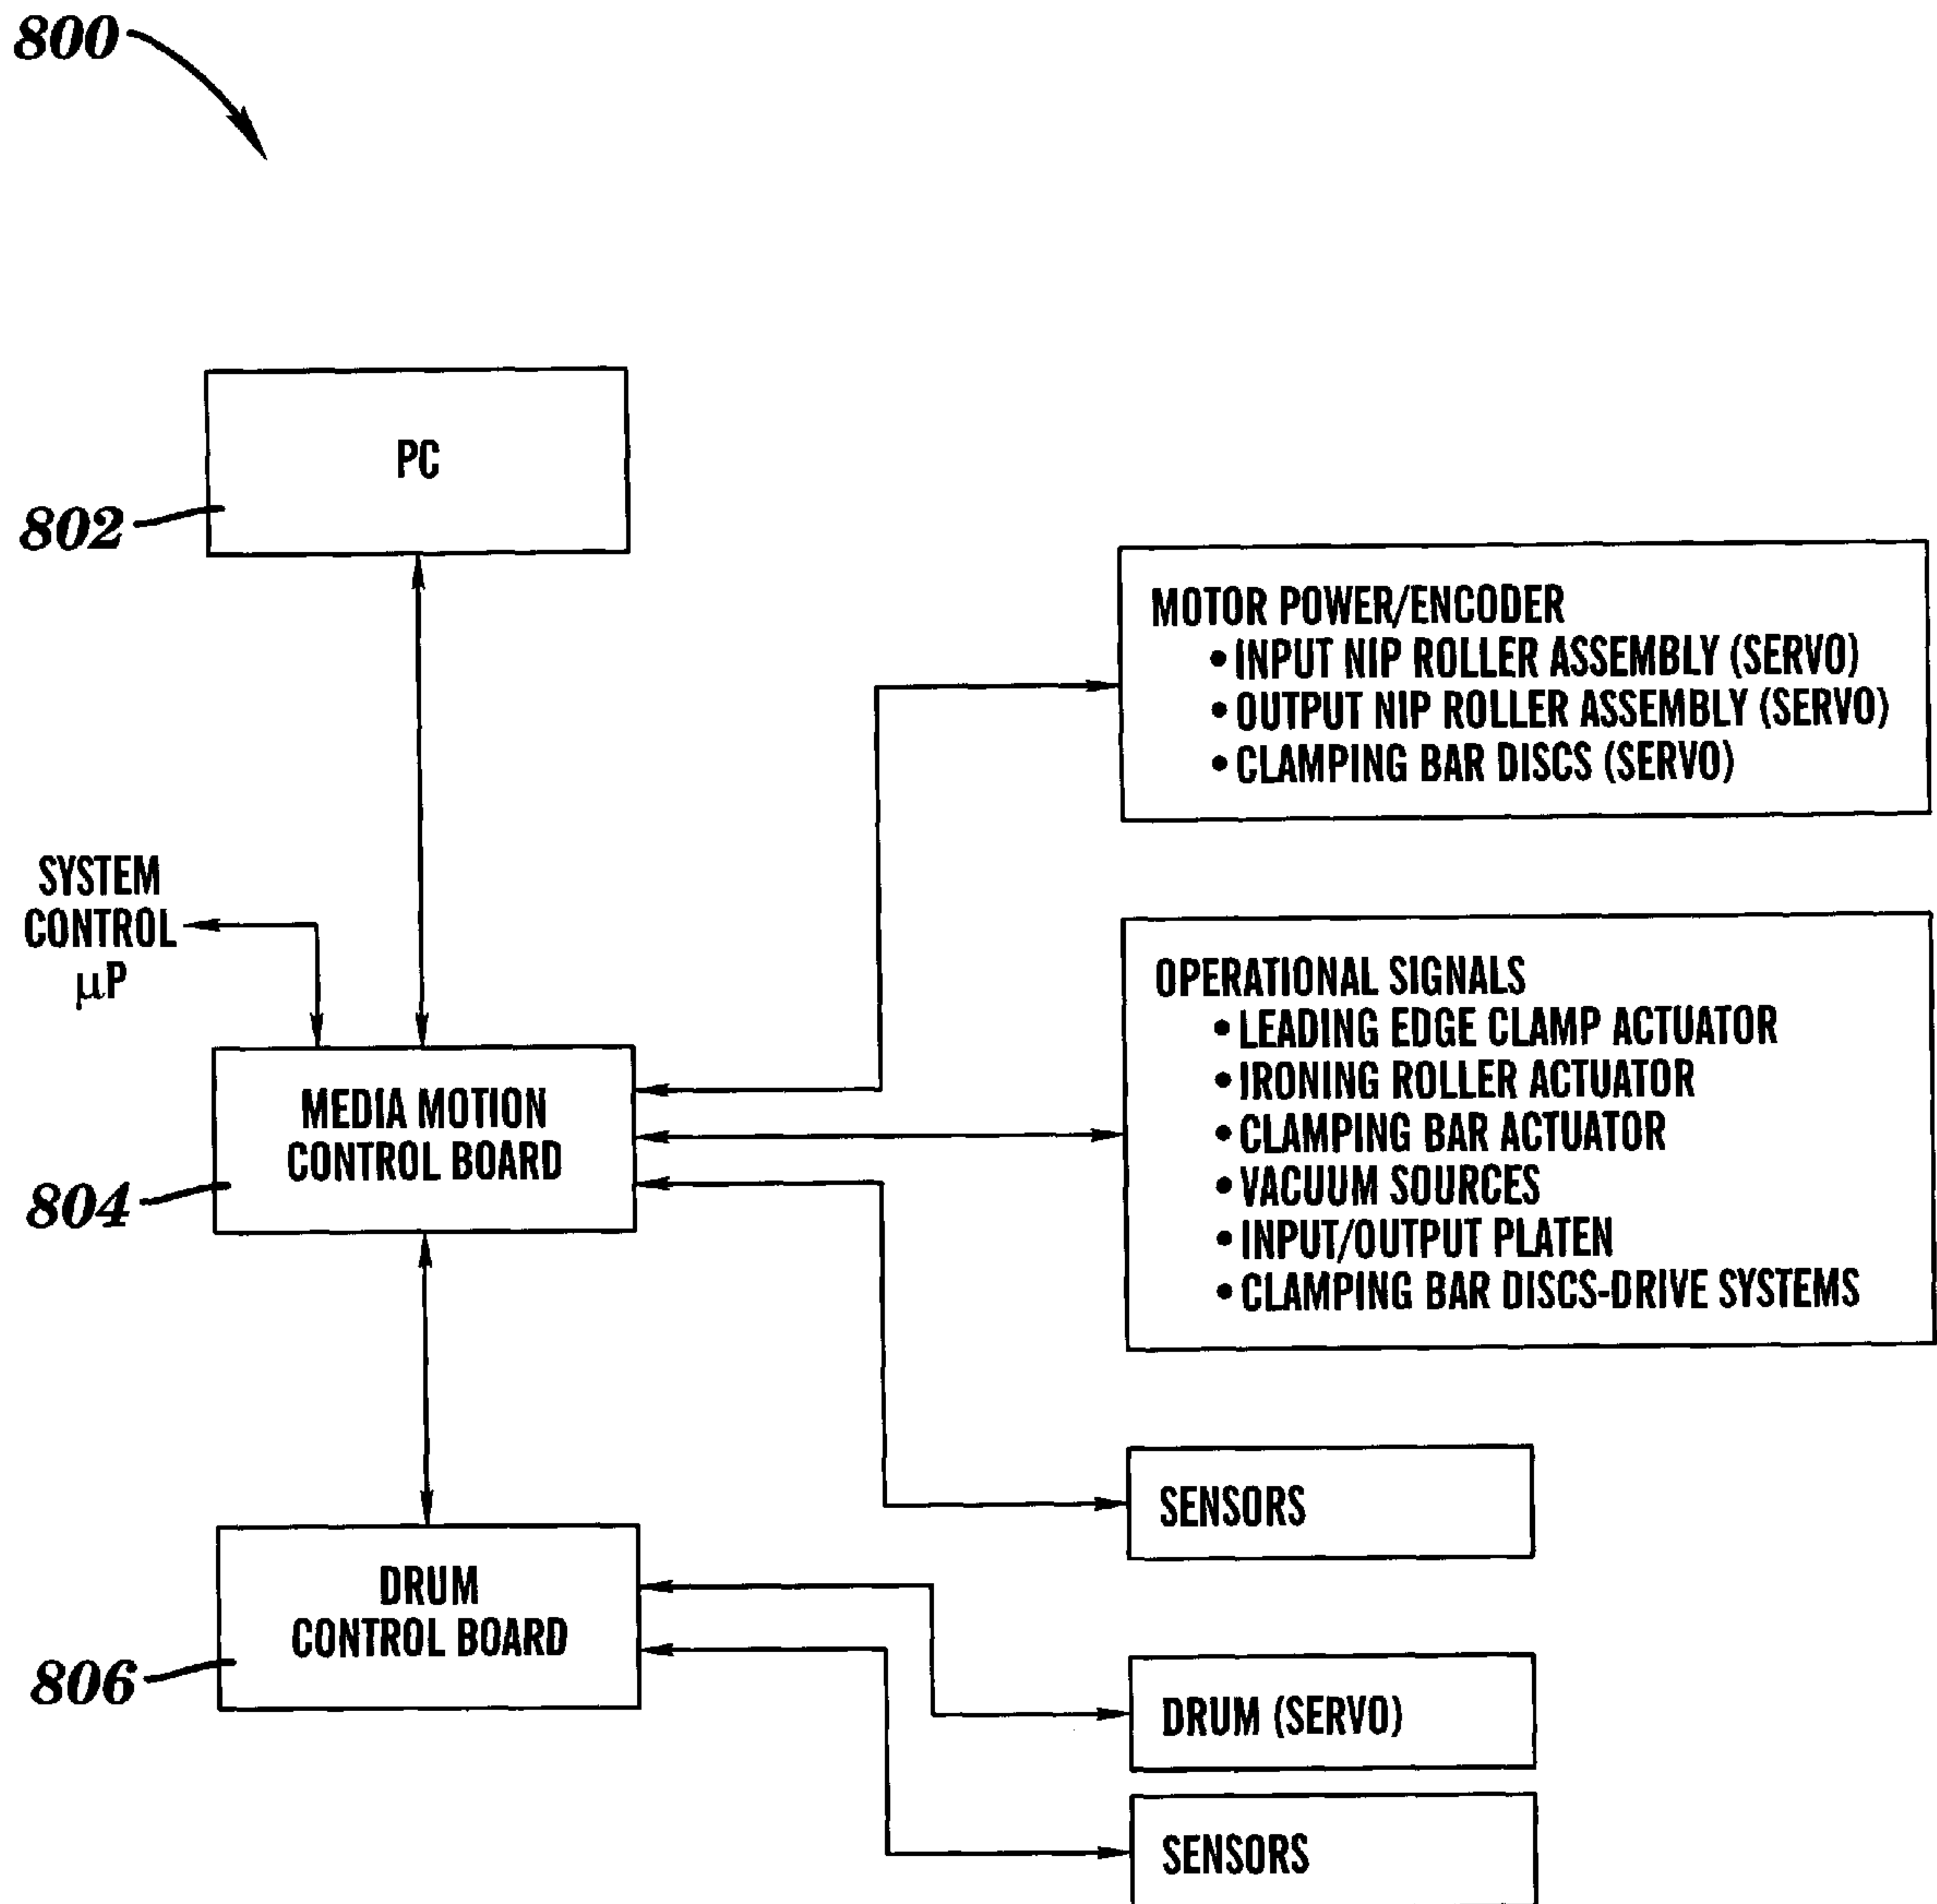 800
PC
802
MOTOR POWER/ENCODER
•INPUT NIP ROLLER ASSEMBLY (SERVO)
•OUTPUT NIP ROLLER ASSEMBLY (SERVO)
•CLAMPING BAR DISCS (SERVO)
SYSTEM
CONTROL
µP
OPERATIONAL SIGNALS
•LEADING EDGE CLAMP ACTUATOR
•IRONING ROLLER ACTUATOR
•CLAMPING BAR ACTUATOR
•VACUUM SOURCES
•INPUT/OUTPUT PLATEN
•CLAMPING BAR DISCS-DRIVE SYSTEMS
MEDIA MOTION
CONTROL BOARD
804
SENSORS
DRUM
CONTROL BOARD
806
DRUM (SERVO)
SENSORS